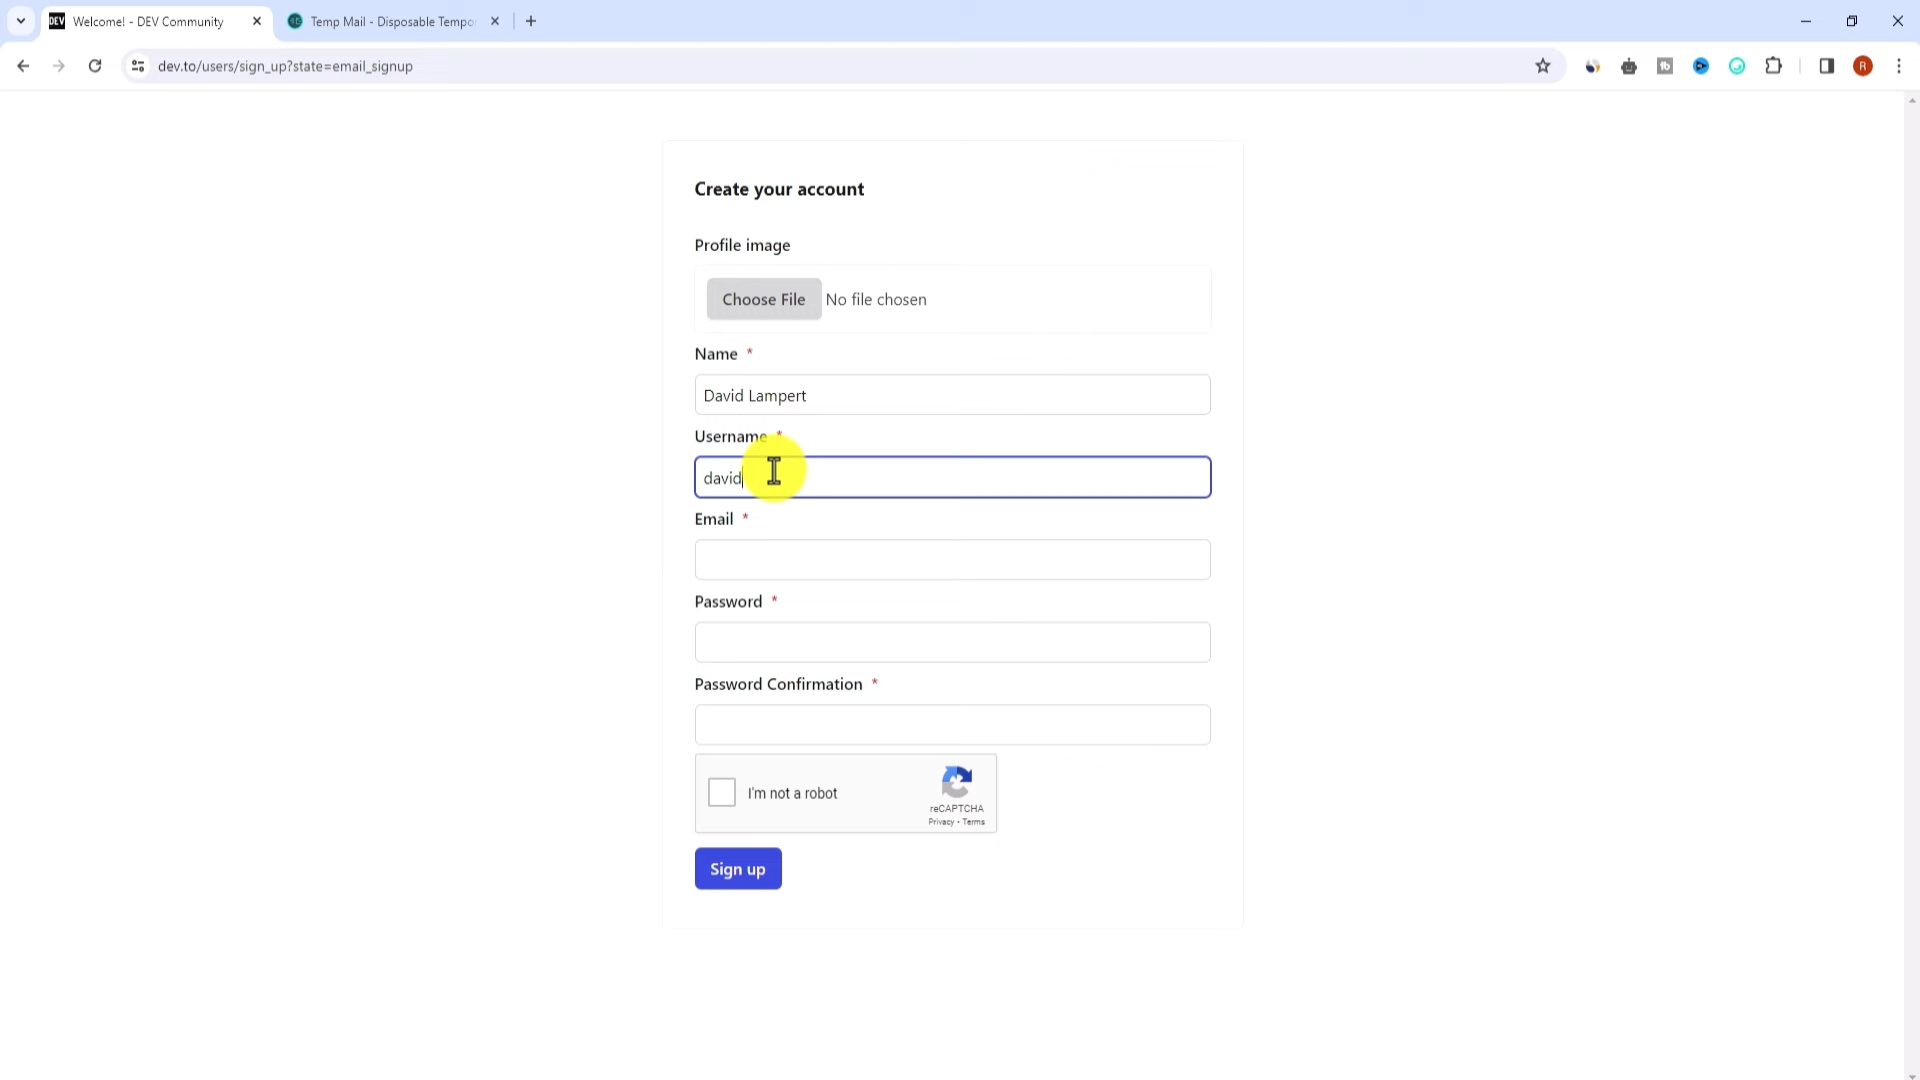 DEV Welcome! - DEV Community
Temp Mail - Disposable Tempo
dev.to/users/sign_up?state=email_signup
R
Create your account
Profile image
Choose File No file chosen
Name *
David Lampert
Username *
david
Email *
Password *
Password Confirmation *
I'm not a robot
reCAPTCHA
Privacy - Terms
Sign up